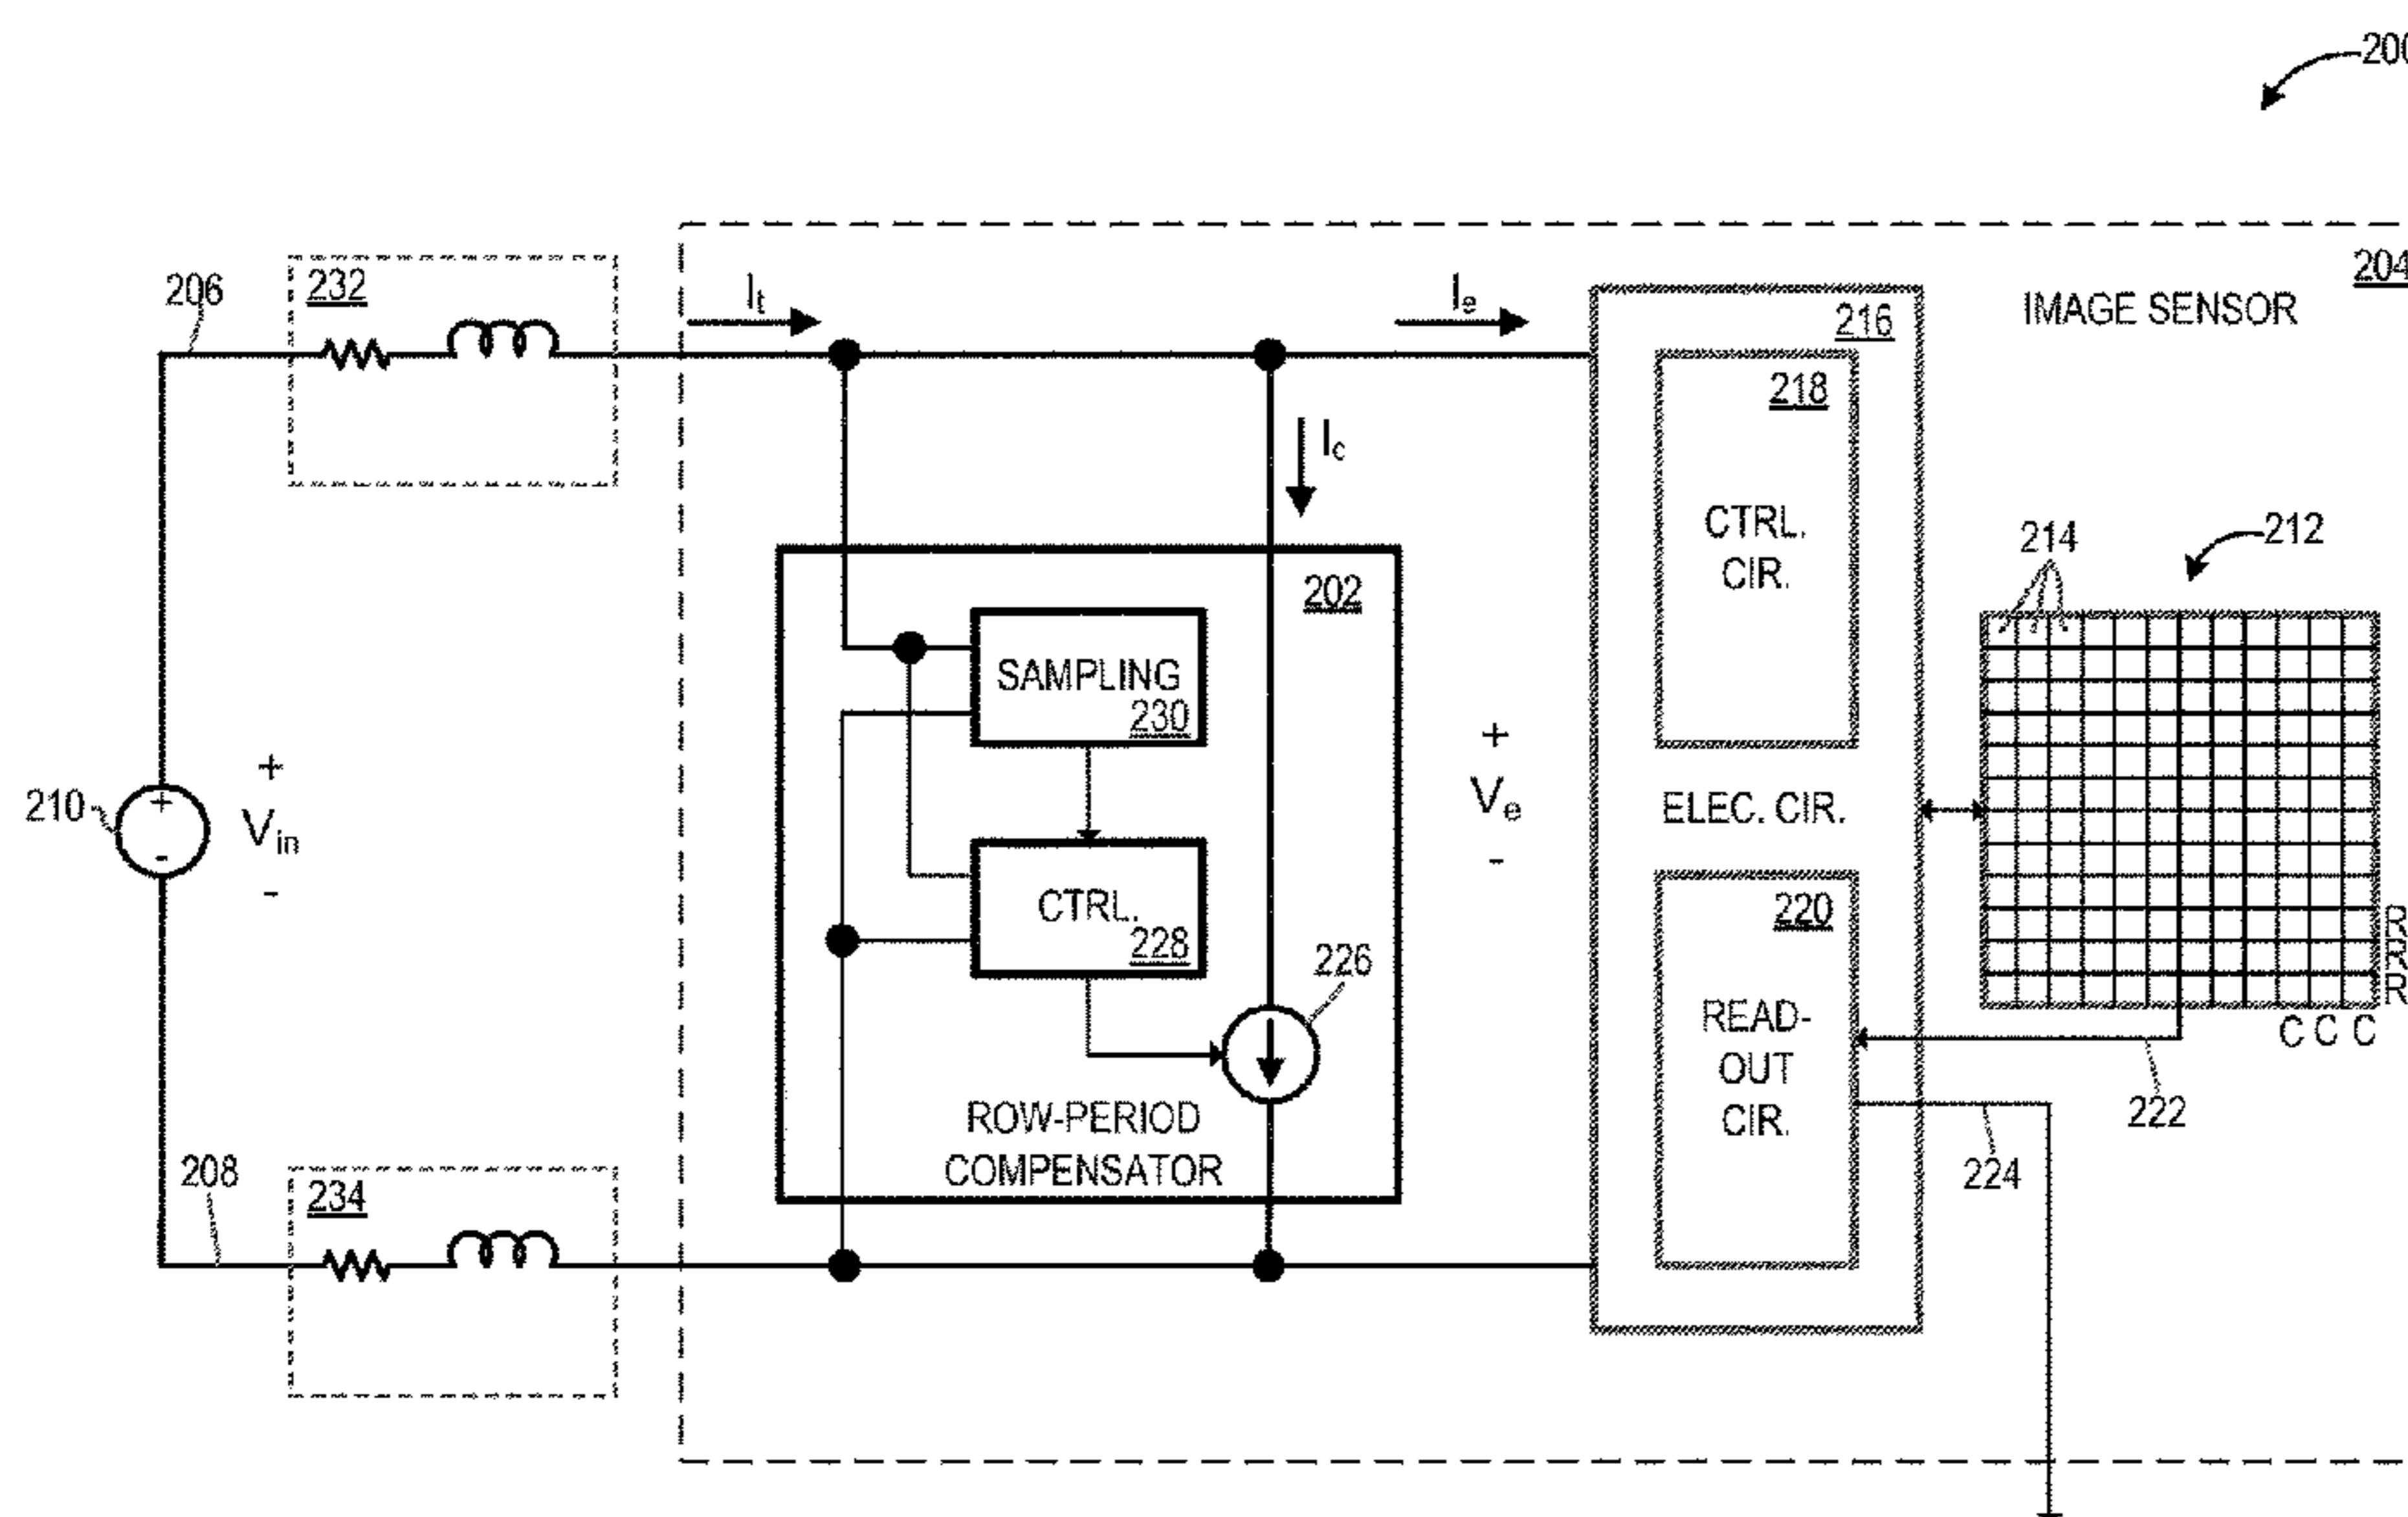 200
204
IMAGE SENSOR
206
232
It
Ie
216
218
CTRL.
CIR.
Ic
214
212
202
SAMPLING
230
+
Ve
-
ELEC. CIR.
210
+
-
+
Vin
-
CTRL.
228
226
220
READ-
OUT
CIR.
R
R
R
C C C
222
224
ROW-PERIOD
COMPENSATOR
208
234